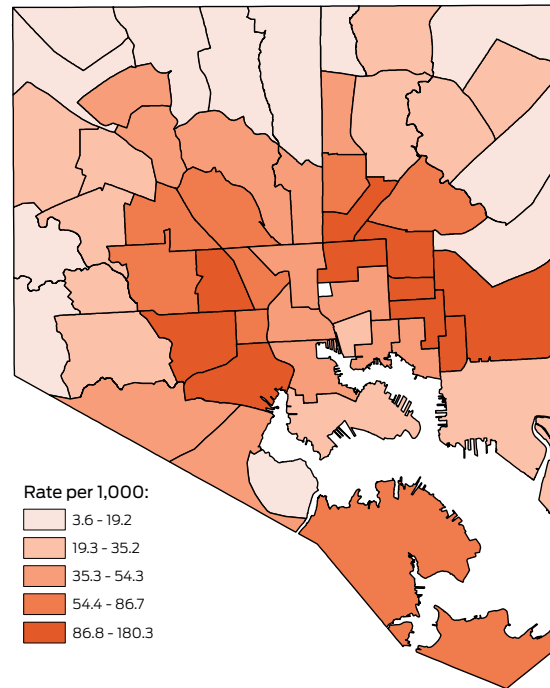 Rate per 1,000:
3.6 - 19.2
19.3 - 35.2
35.3 - 54.3
54.4 - 86.7
86.8 - 180.3